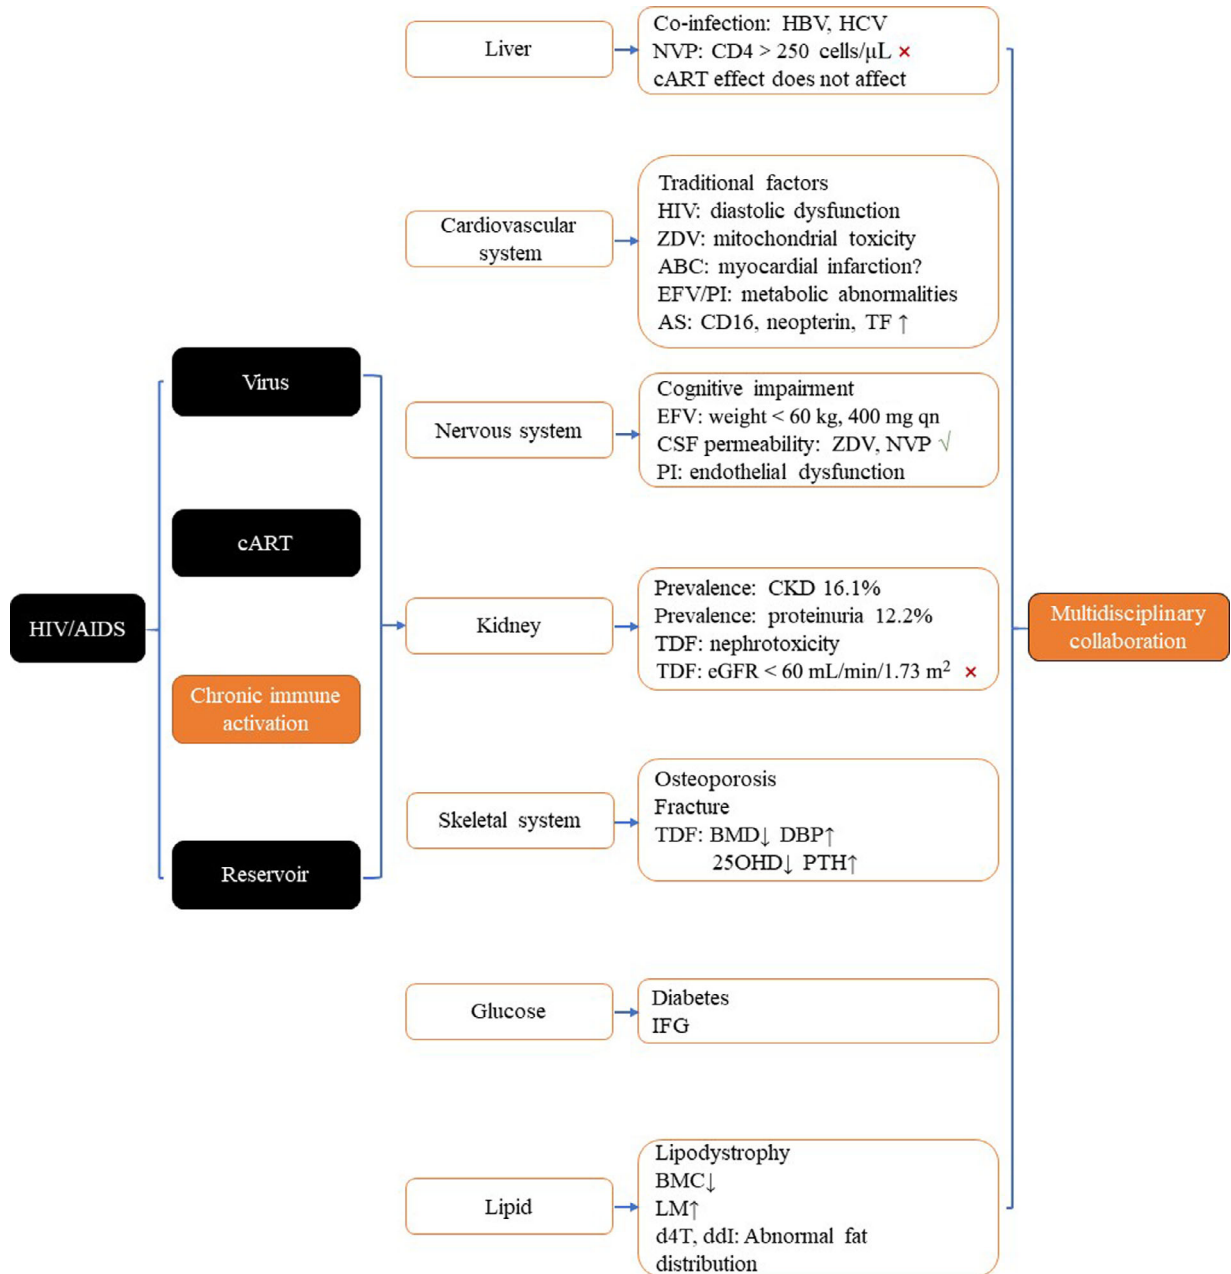 HIV/AIDS
Virus
cART
Chronic immune
activation
Reservoir
Liver
Co-infection: HBV, HCV
NVP: CD4 > 250 cells/μL ×
cART effect does not affect
Cardiovascular
system
Traditional factors
HIV: diastolic dysfunction
ZDV: mitochondrial toxicity
ABC: myocardial infarction?
EFV/PI: metabolic abnormalities
AS: CD16, neopterin, TF ↑
Nervous system
Cognitive impairment
EFV: weight < 60 kg, 400 mg qn
CSF permeability: ZDV, NVP √
PI: endothelial dysfunction
Kidney
Prevalence: CKD 16.1%
Prevalence: proteinuria 12.2%
TDF: nephrotoxicity
TDF: eGFR < 60 mL/min/1.73 m² ×
Skeletal system
Osteoporosis
Fracture
TDF: BMD↓ DBP↑
25OHD↓ PTH↑
Glucose
Diabetes
IFG
Lipid
Lipodystrophy
BMC↓
LM↑
d4T, ddI: Abnormal fat
distribution
Multidisciplinary
collaboration